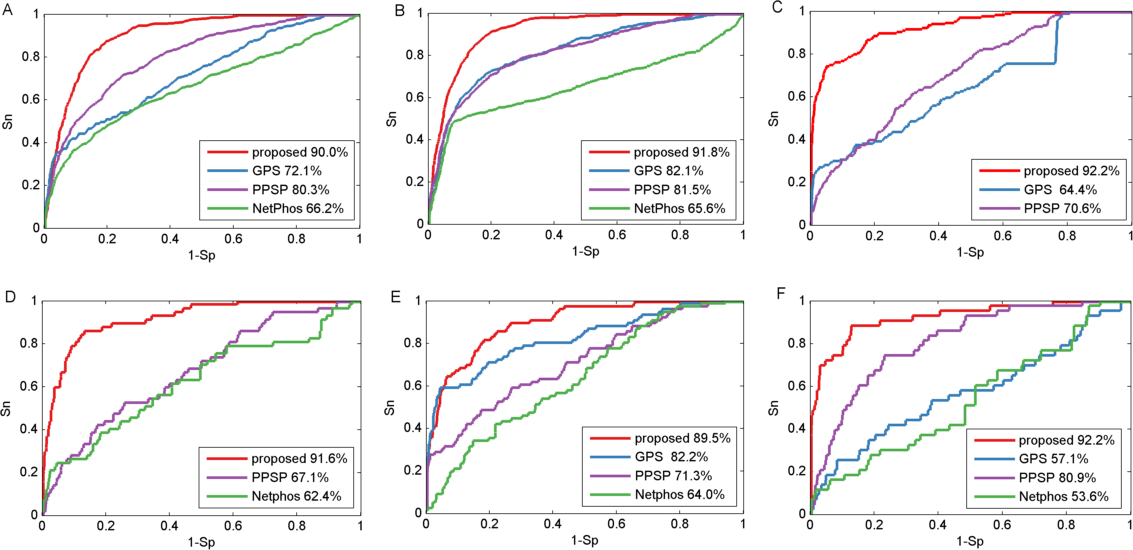 A
Sn
1
0.8
0.6
0.4
0.2
0
proposed 90.0%
GPS 72.1%
PPSP 80.3%
NetPhos 66.2%
0 0.2 0.4 0.6 0.8 1
1-Sp
B
1
0.8
0.6
0.4
0.2
0
proposed 91.8%
GPS 82.1%
PPSP 81.5%
NetPhos 65.6%
0 0.2 0.4 0.6 0.8 1
1-Sp
C
Sn
1
0.8
0.6
0.4
0.2
0
proposed 92.2%
GPS 64.4%
PPSP 70.6%
0 0.2 0.4 0.6 0.8 1
1-Sp
D
Sn
1
0.8
0.6
0.4
0.2
0
proposed 91.6%
PPSP 67.1%
Netphos 62.4%
0 0.2 0.4 0.6 0.8 1
1-Sp
E
Sn
1
0.8
0.6
0.4
0.2
0
proposed 89.5%
GPS 82.2%
PPSP 71.3%
Netphos 64.0%
0 0.2 0.4 0.6 0.8 1
1-Sp
F
Sn
1
0.8
0.6
0.4
0.2
0
proposed 92.2%
GPS 57.1%
PPSP 80.9%
Netphos 53.6%
0 0.2 0.4 0.6 0.8 1
1-Sp